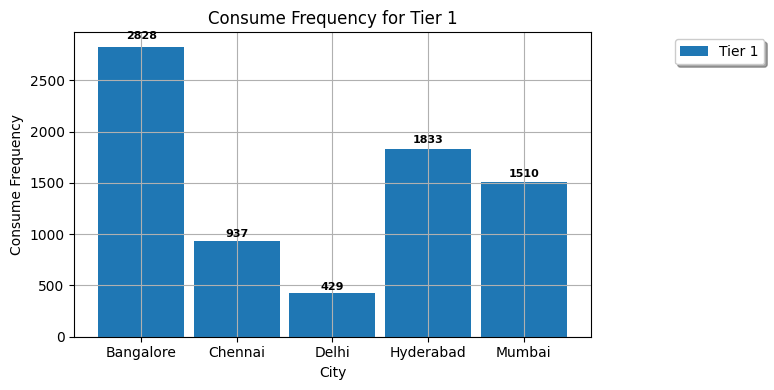 Consume Frequency for Tier 1
Tier 1
Consume Frequency
2500
2000
1500
1000
500
0
2828
937
429
1833
1510
Bangalore Chennai Delhi Hyderabad Mumbai
City